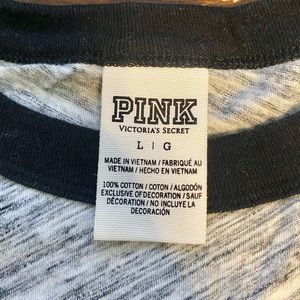 PINK
VICTORIA'S SECRET
L | G
MADE IN VIETNAM / FABRIQUÉ AU
VIETNAM / HECHO EN VIETNAM
100% COTTON / COTON / ALGODÓN
EXCLUSIVE OF DECORATION / SAUF
DÉCORATION / NO INCLUYE LA
DECORACIÓN